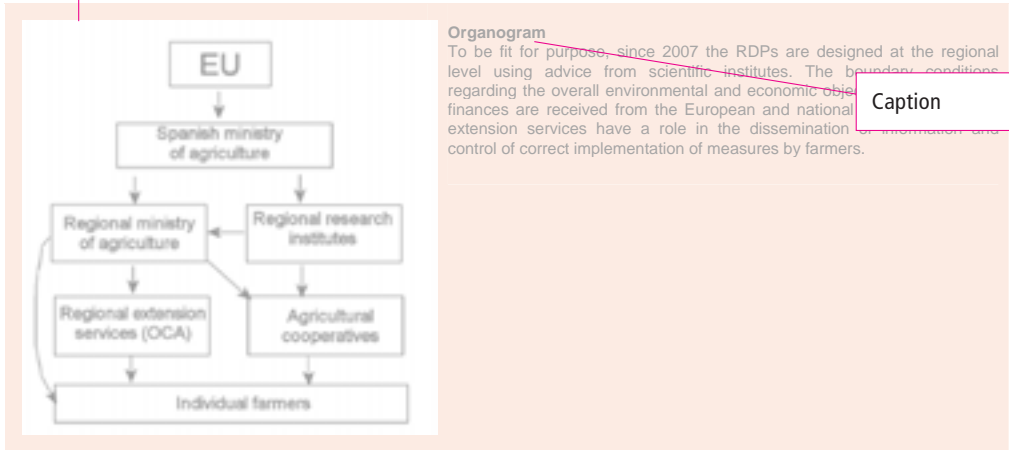 EU
Spanish ministry
of agriculture
Regional ministry
of agriculture
Regional research
institutes
Regional extension
services (OCA)
Agricultural
cooperatives
Individual farmers
Organogram
To be fit for purpose, since 2007 the RDPs are designed at the regional
level using advice from scientific institutes. The boundary conditions
regarding the overall environmental and economic
finances are received from the European and national
extension services have a role in the dissemination of information and
control of correct implementation of measures by farmers.
Caption